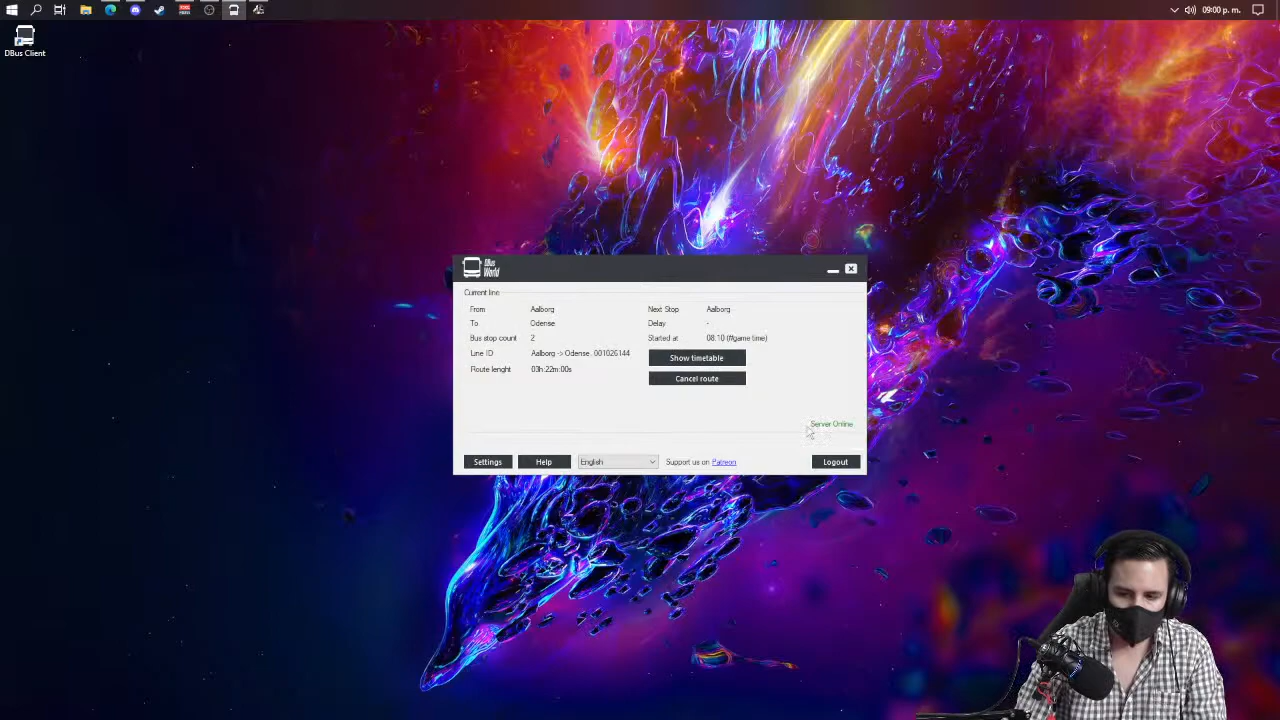 09:00 p. m.
DBus Client
DBus
World
Current line
From Aalborg Next Stop Aalborg
To Odense Delay -
Bus stop count 2 Started at 08:10 (#game time)
Line ID Aalborg -> Odense .001026144 Show timetable
Route lenght 03h:22m:00s
Cancel route
Server Online
Settings Help English Support us on Patreon Logout